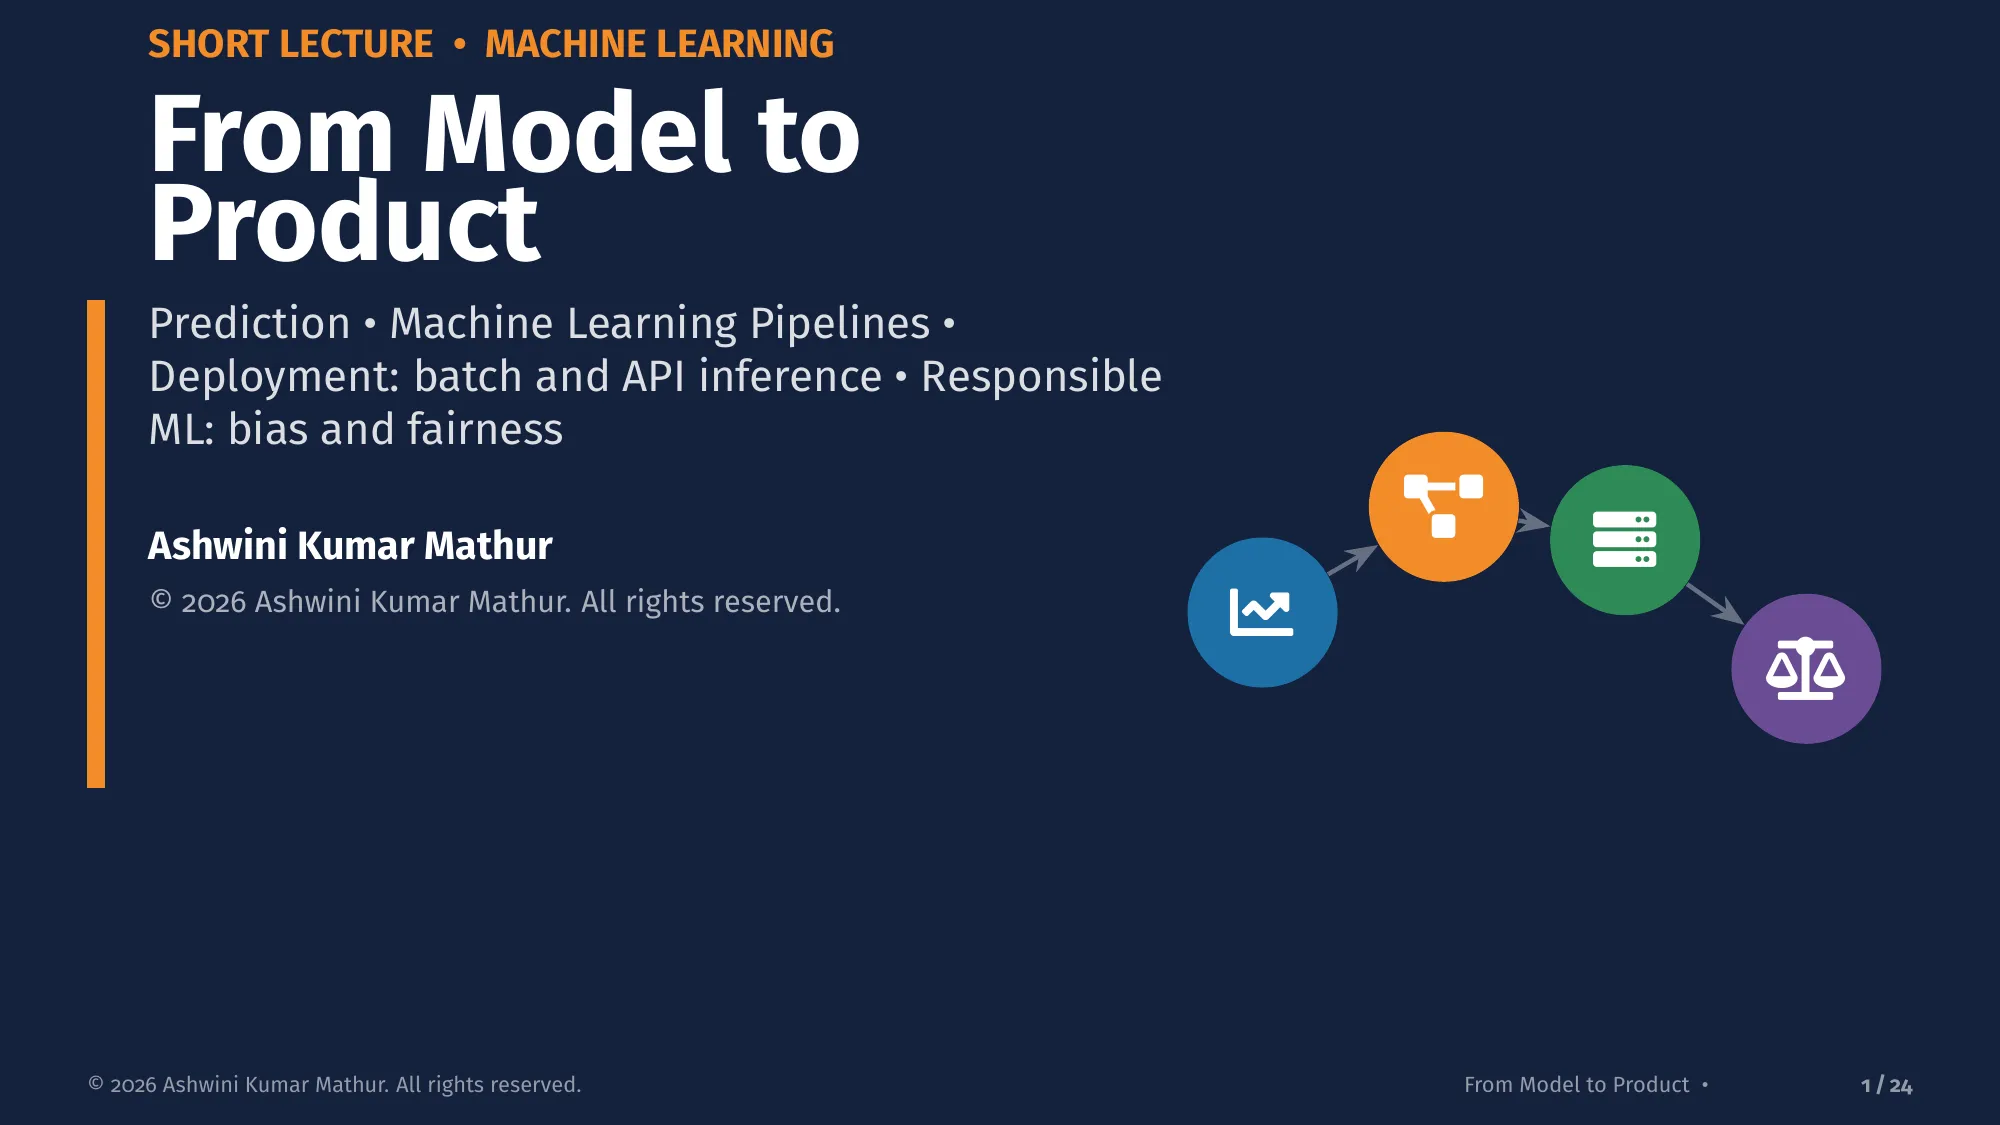 SHORT LECTURE • MACHINE LEARNING
From Model to
Product
Prediction • Machine Learning Pipelines •
Deployment: batch and API inference • Responsible
ML: bias and fairness
Ashwini Kumar Mathur
© 2026 Ashwini Kumar Mathur. All rights reserved.
© 2026 Ashwini Kumar Mathur. All rights reserved.
From Model to Product •
1 / 24